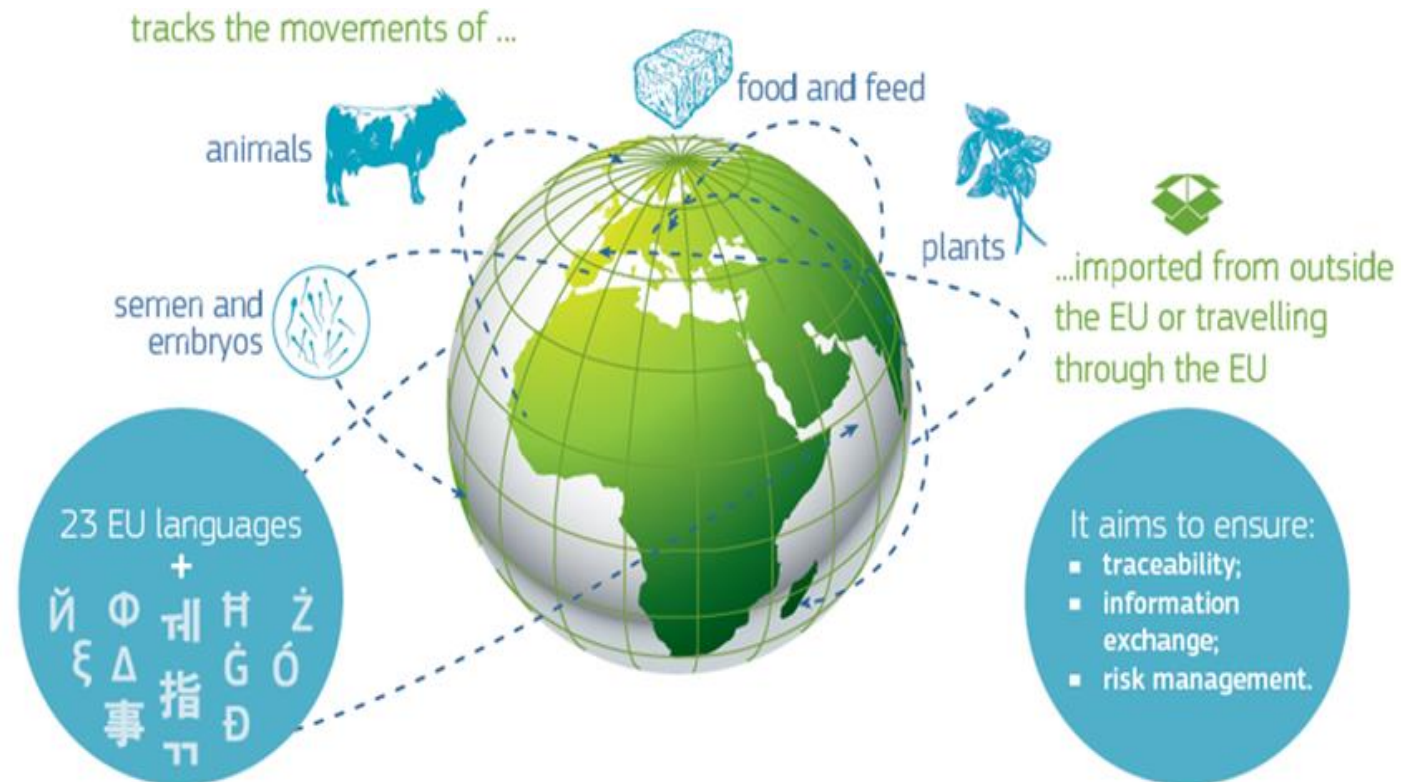 tracks the movements of ...
food and feed
animals
plants
...imported from outside
the EU or travelling
through the EU
semen and
embryos
23 EU languages
+
Й Ф 게 Ħ Ż
ξ Δ 指 Ġ Ó
事 ㄲ Đ
It aims to ensure:
▪ traceability;
▪ information
exchange;
▪ risk management.